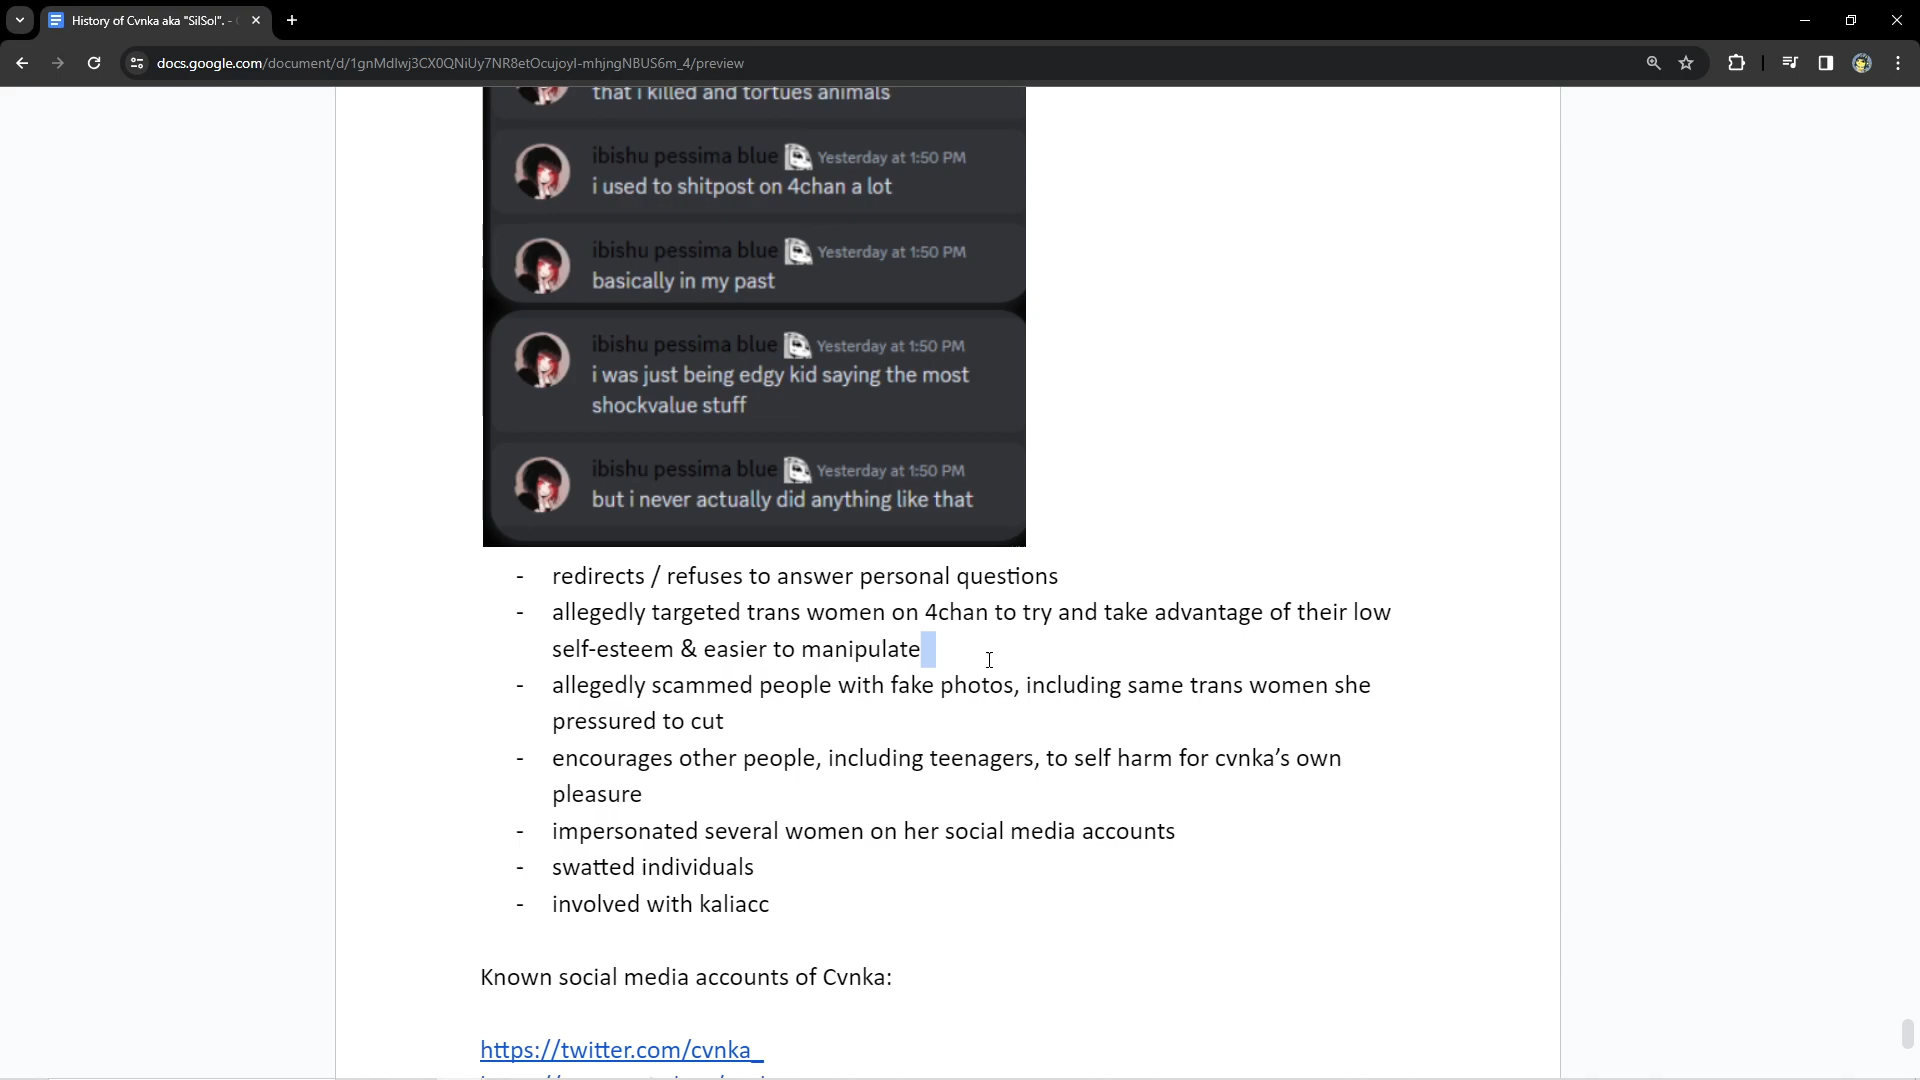 History of Cvnka aka "SilSol". -
docs.google.com/document/d/1gnMdlwj3CX0QNiUy7NR8etOcujoyI-mhjngNBUS6m_4/preview
that i killed and tortues animals
ibishu pessima blue Yesterday at 1:50 PM
i used to shitpost on 4chan a lot
ibishu pessima blue Yesterday at 1:50 PM
basically in my past
ibishu pessima blue Yesterday at 1:50 PM
i was just being edgy kid saying the most
shockvalue stuff
ibishu pessima blue Yesterday at 1:50 PM
but i never actually did anything like that
- redirects / refuses to answer personal questions
- allegedly targeted trans women on 4chan to try and take advantage of their low
self-esteem & easier to manipulate
- allegedly scammed people with fake photos, including same trans women she
pressured to cut
- encourages other people, including teenagers, to self harm for cvnka’s own
pleasure
- impersonated several women on her social media accounts
- swatted individuals
- involved with kaliacc
Known social media accounts of Cvnka:
https://twitter.com/cvnka_